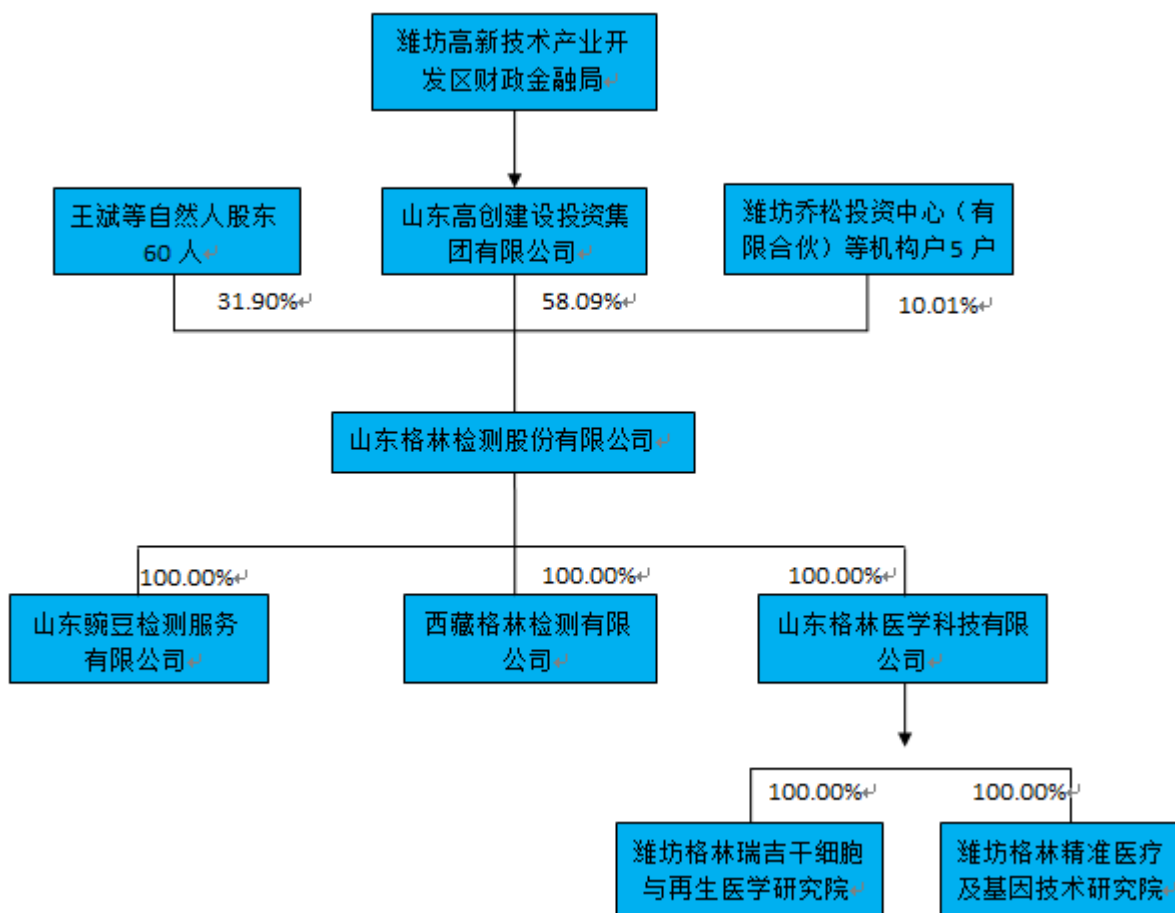 潍坊高新技术产业开
发区财政金融局↵
王斌等自然人股东
60 人↵
山东高创建设投资集
团有限公司↵
潍坊乔松投资中心（有
限合伙）等机构户 5 户
31.90%↵
58.09%↵
10.01%↵
山东格林检测股份有限公司↵
100.00%↵
100.00%↵
100.00%↵
山东豌豆检测服务
有限公司↵
西藏格林检测有限
公司↵
山东格林医学科技有限
公司↵
100.00%↵
100.00%↵
潍坊格林瑞吉干细胞
与再生医学研究院↵
潍坊格林精准医疗
及基因技术研究院↵